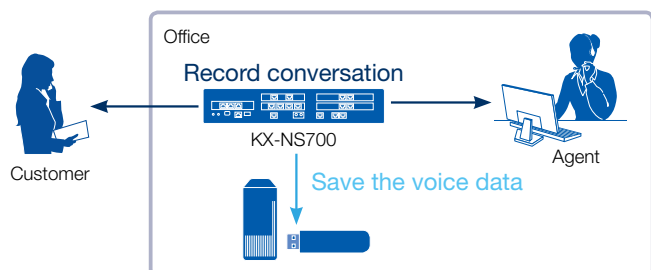 Office
Record conversation
KX-NS700
Customer
Agent
Save the voice data